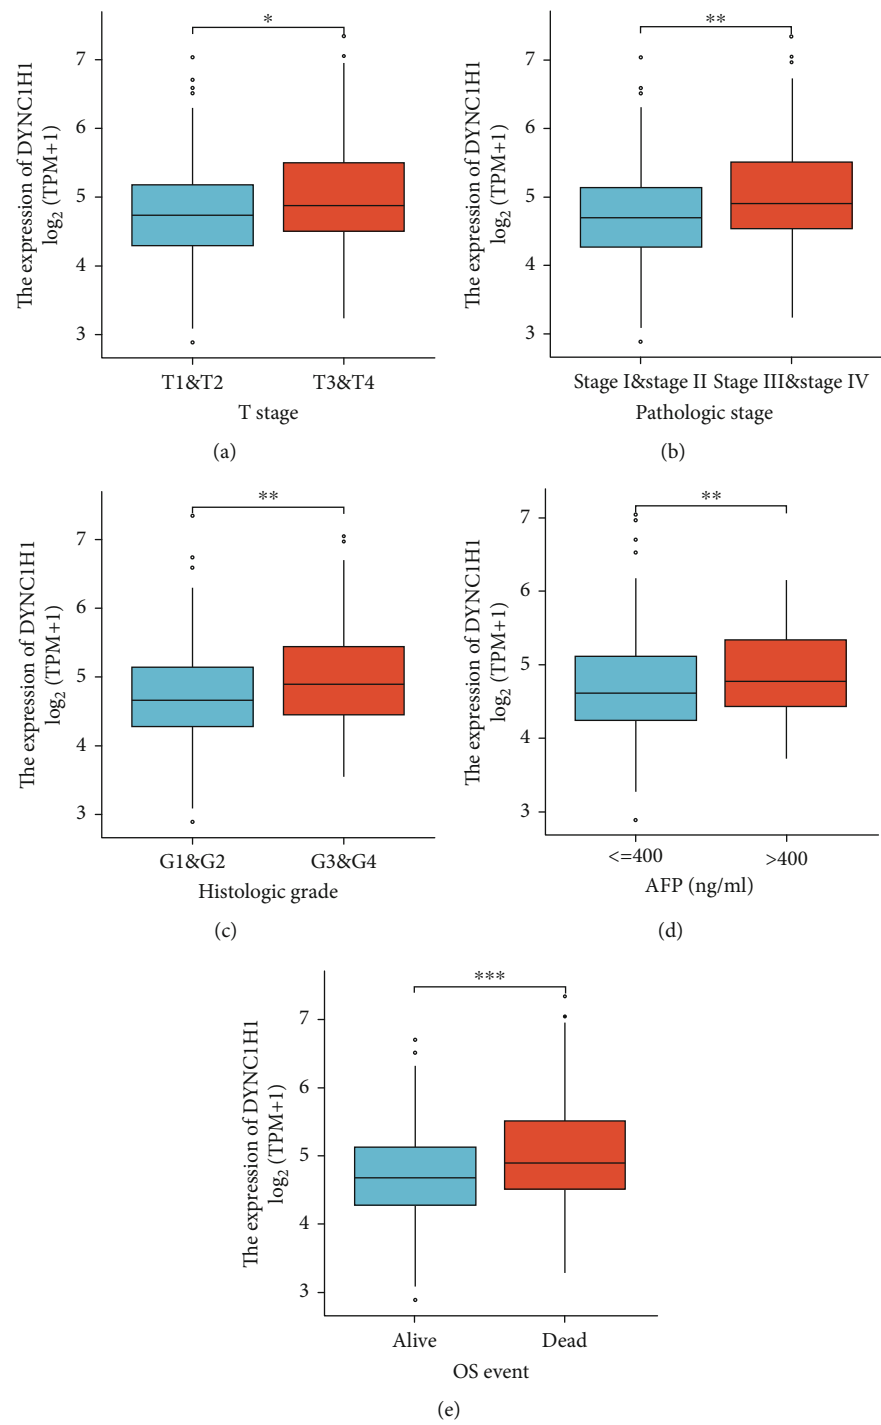 The expression of DYNC1H1
log₂ (TPM+1)
7
6
5
4
3
*
T1&T2 T3&T4
T stage
(a)
The expression of DYNC1H1
log₂ (TPM+1)
7
6
5
4
3
**
Stage I&stage II Stage III&stage IV
Pathologic stage
(b)
The expression of DYNC1H1
log₂ (TPM+1)
7
6
5
4
3
**
G1&G2 G3&G4
Histologic grade
(c)
The expression of DYNC1H1
log₂ (TPM+1)
7
6
5
4
3
**
<=400 >400
AFP (ng/ml)
(d)
The expression of DYNC1H1
log₂ (TPM+1)
7
6
5
4
3
***
Alive Dead
OS event
(e)